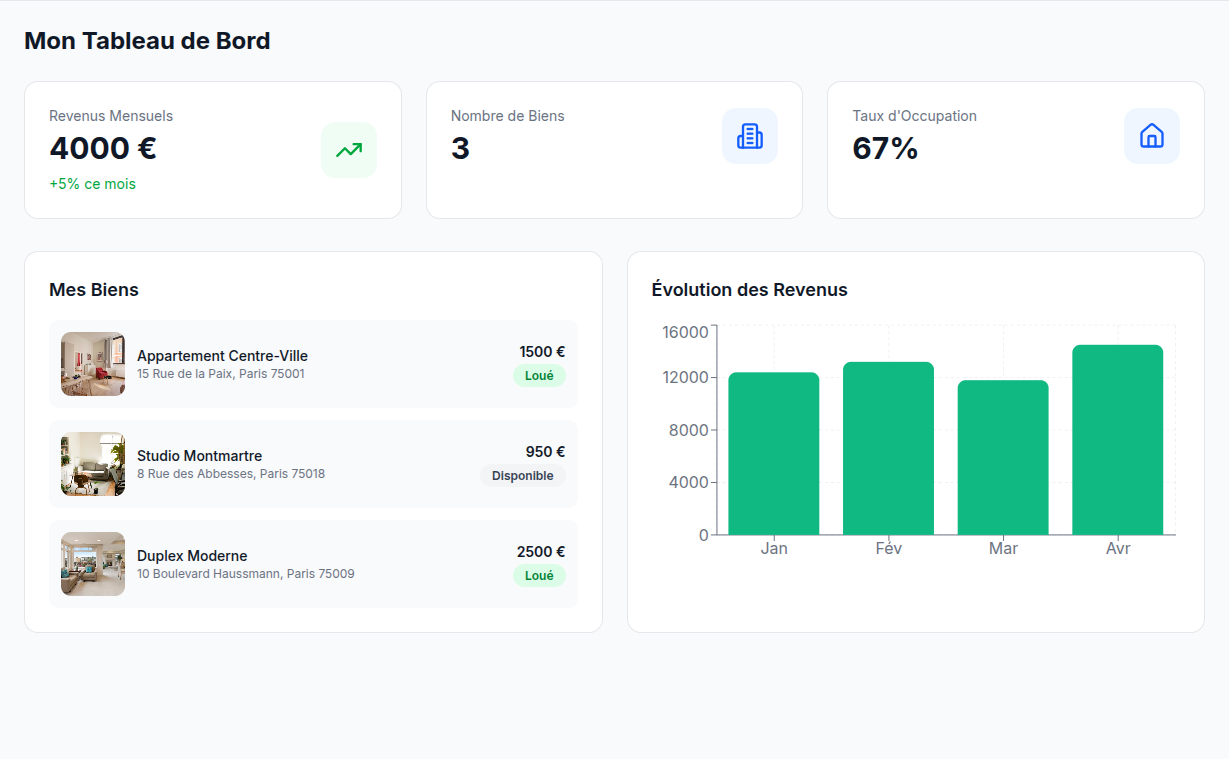 Mon Tableau de Bord
Revenus Mensuels
4000 €
+5% ce mois
Nombre de Biens
3
Taux d'Occupation
67%
Mes Biens
Appartement Centre-Ville
15 Rue de la Paix, Paris 75001
1500 €
Loué
Studio Montmartre
8 Rue des Abbesses, Paris 75018
950 €
Disponible
Duplex Moderne
10 Boulevard Haussmann, Paris 75009
2500 €
Loué
Évolution des Revenus
16000
12000
8000
4000
0
Jan Fév Mar Avr